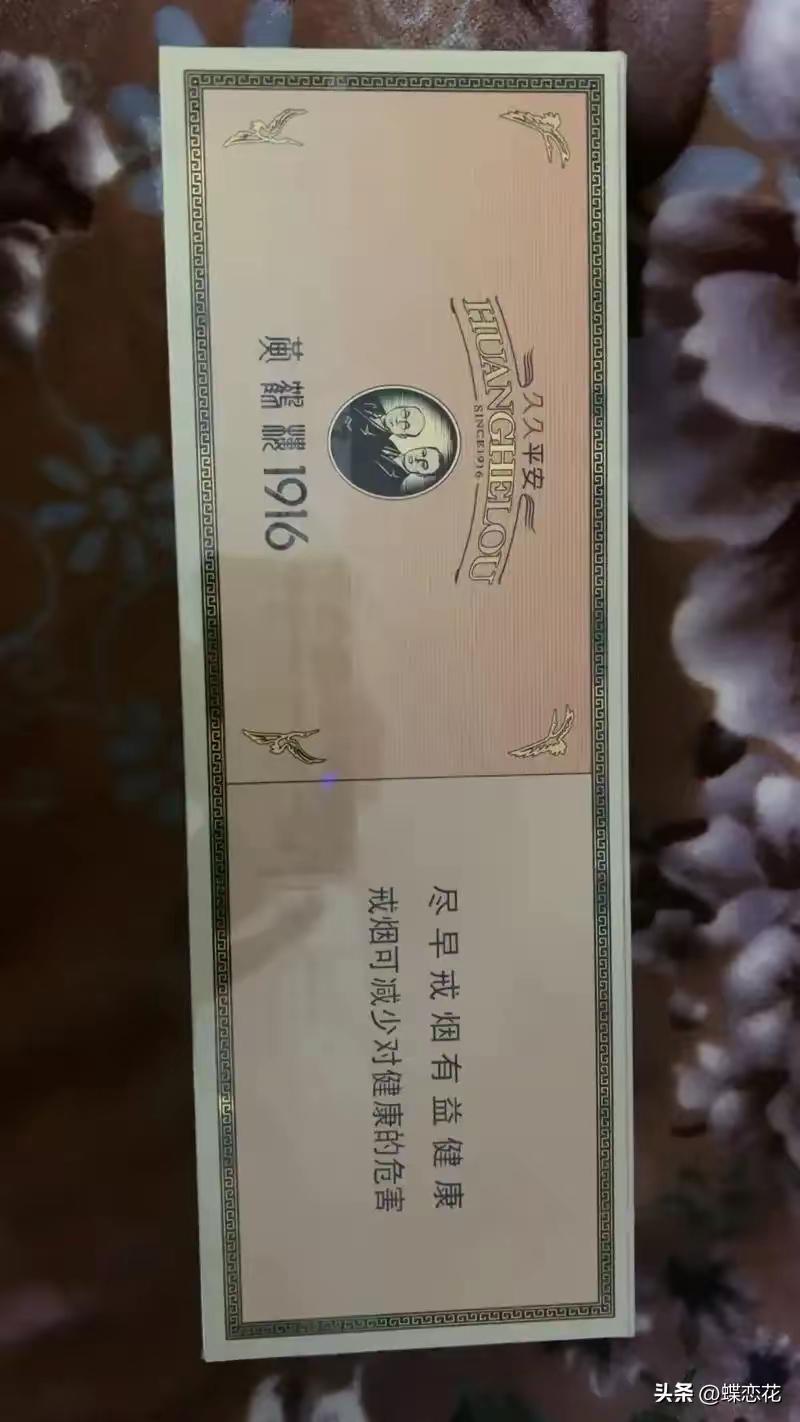 久久平安
HUANGHELOU
SINCE1916
黄鹤楼1916
尽早戒烟有益健康
戒烟可减少对健康的危害
头条 @蝶恋花